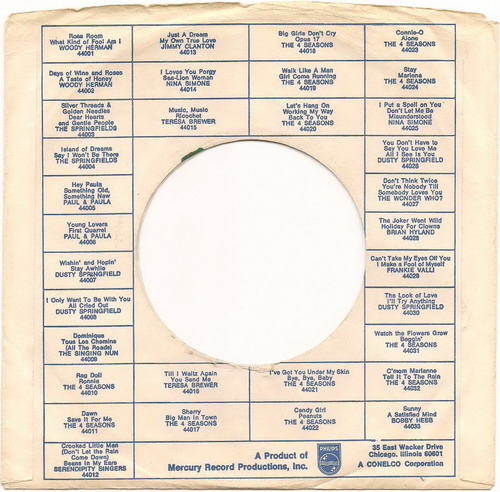 Rose Room
What Kind of Fool Am I
WOODY HERMAN
44001
Days of Wine and Roses
A Taste of Honey
WOODY HERMAN
44002
Silver Threads &
Golden Needles
Dear Hearts
and Gentle People
THE SPRINGFIELDS
44003
Island of Dreams
Say I Won't Be There
THE SPRINGFIELDS
44004
Hey Paula
Something Old,
Something New
PAUL & PAULA
44005
Young Lovers
First Quarrel
PAUL & PAULA
44006
Wishin' and Hopin'
Stay Awhile
DUSTY SPRINGFIELD
44007
I Only Want To Be With You
All Cried Out
DUSTY SPRINGFIELD
44008
Dominique
Tous Les Chemins
(All The Roads)
THE SINGING NUN
44009
Rag Doll
Ronnie
THE 4 SEASONS
44010
Dawn
Save It For Me
THE 4 SEASONS
44011
Crooked Little Man
(Don't Let the Rain
Come Down)
Beans In My Ears
SERENDIPITY SINGERS
44012
Just A Dream
My Own True Love
JIMMY CLANTON
44013
I Loves You Porgy
Sea-Lion Woman
NINA SIMONE
44014
Music, Music
Ricochet
TERESA BREWER
44015
Till I Waltz Again
You Send Me
TERESA BREWER
44016
Sherry
Big Man In Town
THE 4 SEASONS
44017
Big Girls Don't Cry
Opus 17
THE 4 SEASONS
44018
Walk Like A Man
Girl Come Running
THE 4 SEASONS
44019
Let's Hang On
Working My Way
Back To You
THE 4 SEASONS
44020
I've Got You Under My Skin
Bye, Bye, Baby
THE 4 SEASONS
44021
Candy Girl
Peanuts
THE 4 SEASONS
44022
Connie-O
Alone
THE 4 SEASONS
44023
Stay
Marlena
THE 4 SEASONS
44024
I Put a Spell on You
Don't Let Me Be
Misunderstood
NINA SIMONE
44025
You Don't Have to
Say You Love Me
All I See Is You
DUSTY SPRINGFIELD
44026
Don't Think Twice
You're Nobody Till
Somebody Loves You
THE WONDER WHO?
44027
The Joker Went Wild
Holiday For Clowns
BRIAN HYLAND
44028
Can't Take My Eyes Off You
I Make a Fool of Myself
FRANKIE VALLI
44029
The Look of Love
I'll Try Anything
DUSTY SPRINGFIELD
44030
Watch the Flowers Grow
Beggin'
THE 4 SEASONS
44031
C'mon Marianne
Tell It To The Rain
THE 4 SEASONS
44032
Sunny
A Satisfied Mind
BOBBY HEBB
44033
A Product of
Mercury Record Productions, Inc.
PHILIPS
35 East Wacker Drive
Chicago, Illinois 60601
A CONELCO Corporation